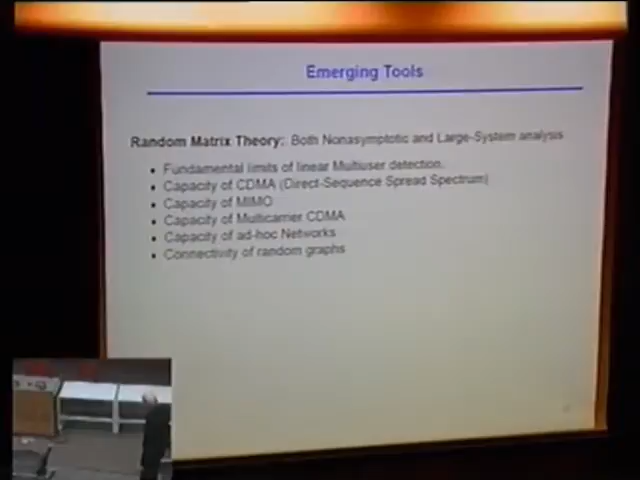 Emerging Tools
Random Matrix Theory: Both Nonasymptotic and Large-System analysis
• Fundamental limits of linear Multiuser detection.
• Capacity of CDMA (Direct-Sequence Spread Spectrum)
• Capacity of MIMO
• Capacity of Multicarrier CDMA
• Capacity of ad-hoc Networks
• Connectivity of random graphs